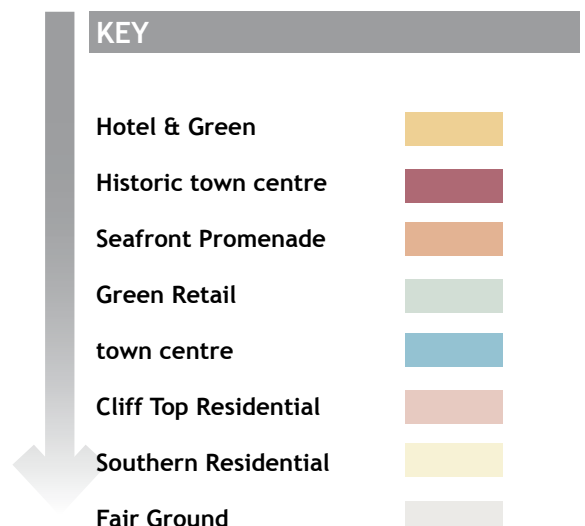 KEY
Hotel & Green
Historic town centre
Seafront Promenade
Green Retail
town centre
Cliff Top Residential
Southern Residential
Fair Ground